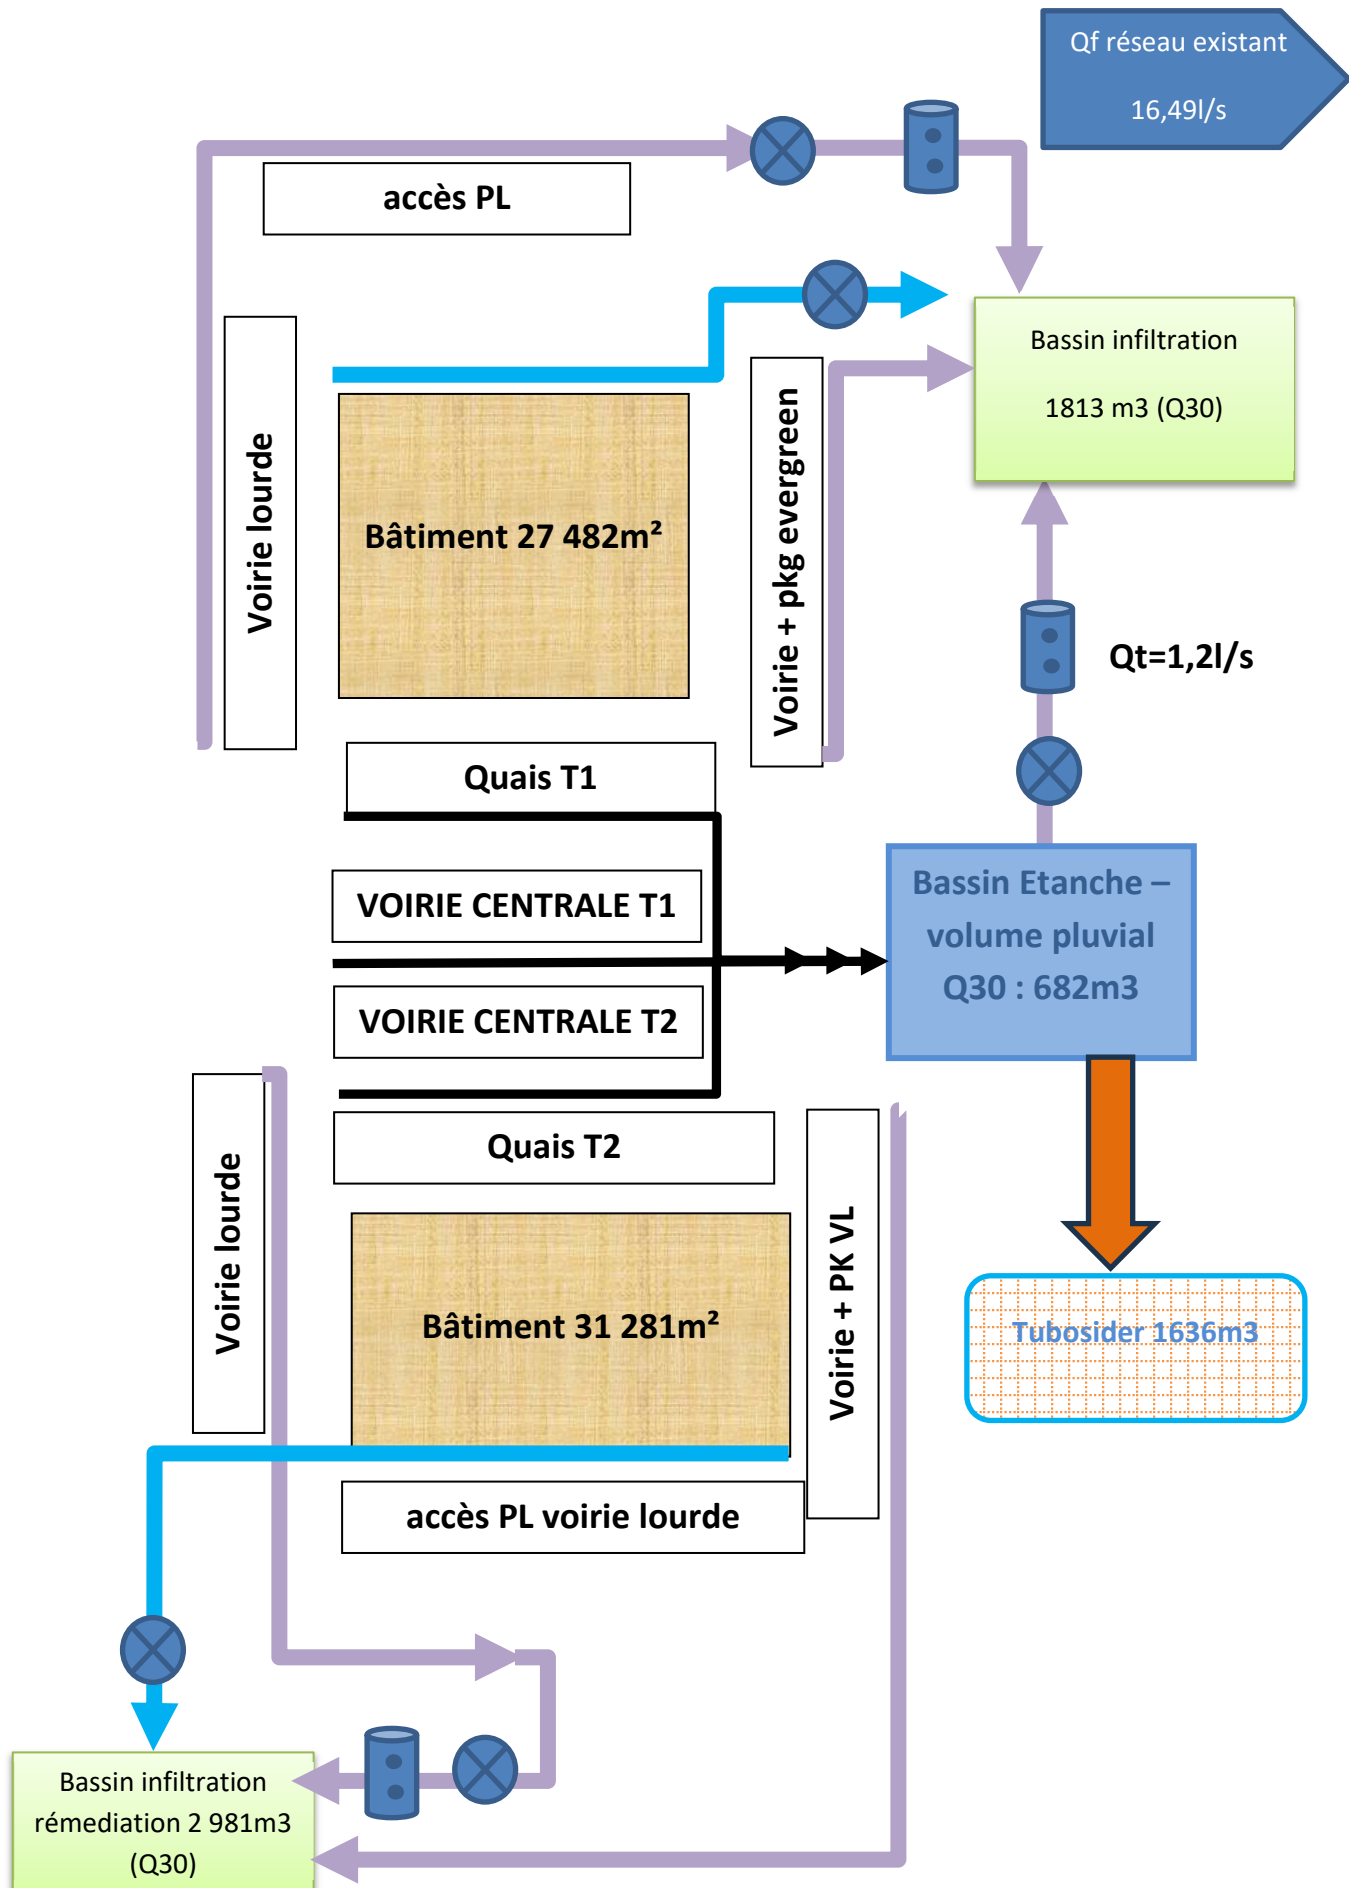 Qf réseau existant
16,49l/s
accès PL
Bassin infiltration
1813 m3 (Q30)
Voirie lourde
Bâtiment 27 482m²
Voirie + pkg evergreen
Qt=1,2l/s
Quais T1
VOIRIE CENTRALE T1
Bassin Etanche –
volume pluvial
Q30 : 682m3
VOIRIE CENTRALE T2
Quais T2
Voirie lourde
Bâtiment 31 281m²
Voirie + PK VL
Tubosider 1636m3
accès PL voirie lourde
Bassin infiltration
rémediation 2 981m3
(Q30)